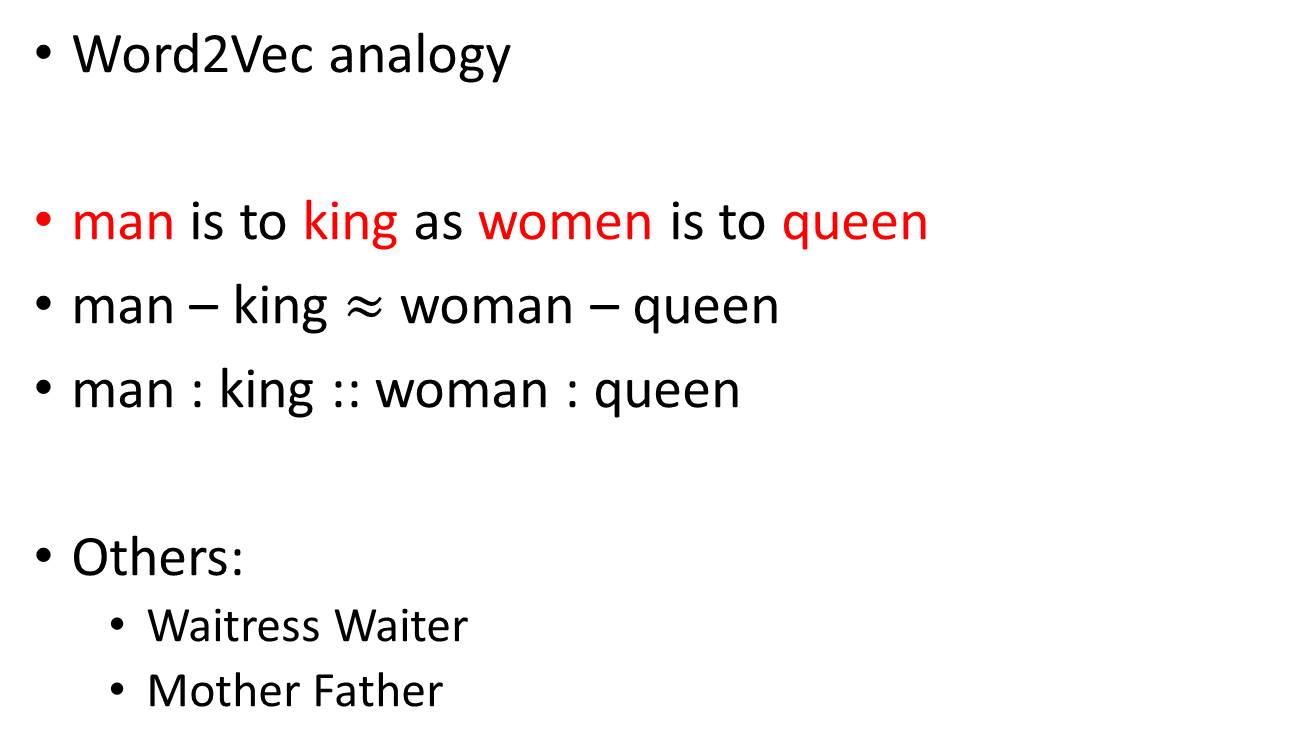 • Word2Vec analogy
• man is to king as women is to queen
• man – king ≈ woman – queen
• man : king :: woman : queen
• Others:
• Waitress Waiter
• Mother Father